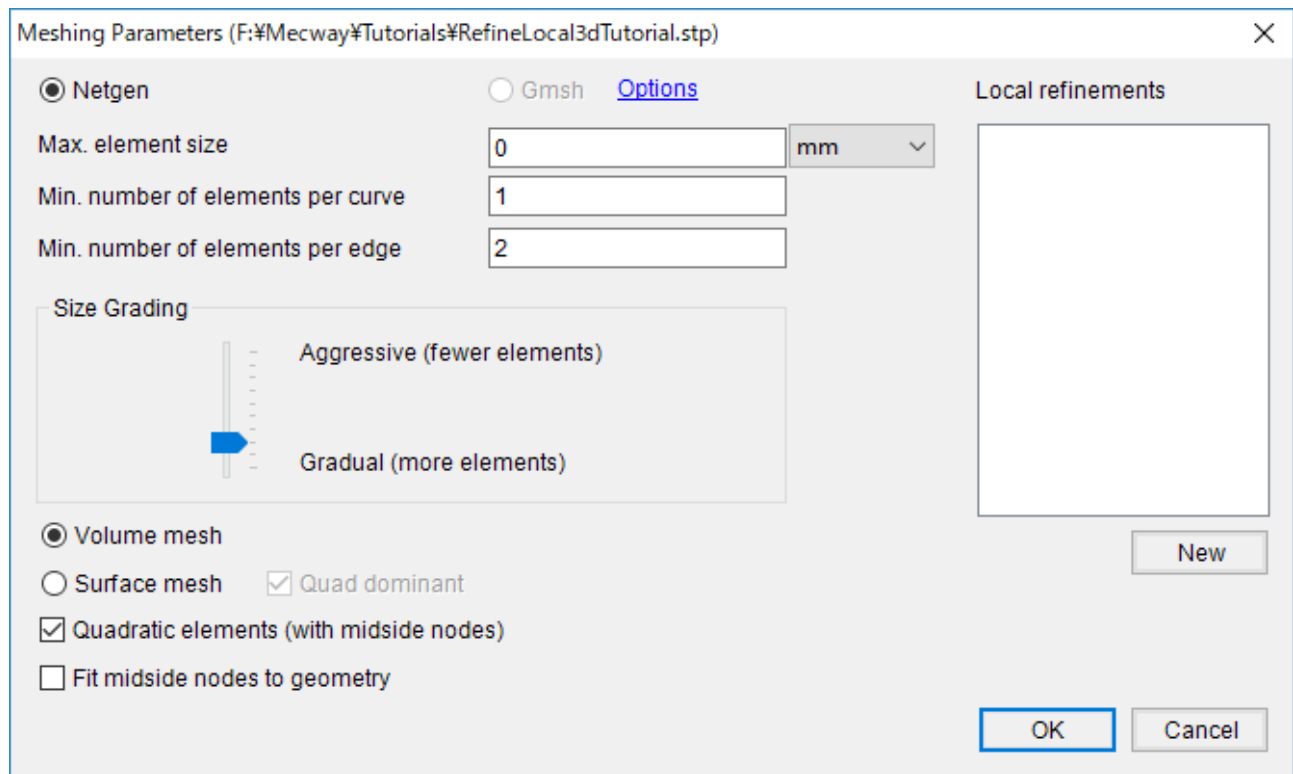 Meshing Parameters (F:¥Mecway¥Tutorials¥RefineLocal3dTutorial.stp)
Netgen Gmsh Options Local refinements
Max. element size 0 mm
Min. number of elements per curve 1
Min. number of elements per edge 2
Size Grading
Aggressive (fewer elements)
Gradual (more elements)
Volume mesh
New
Surface mesh Quad dominant
Quadratic elements (with midside nodes)
Fit midside nodes to geometry
OK Cancel